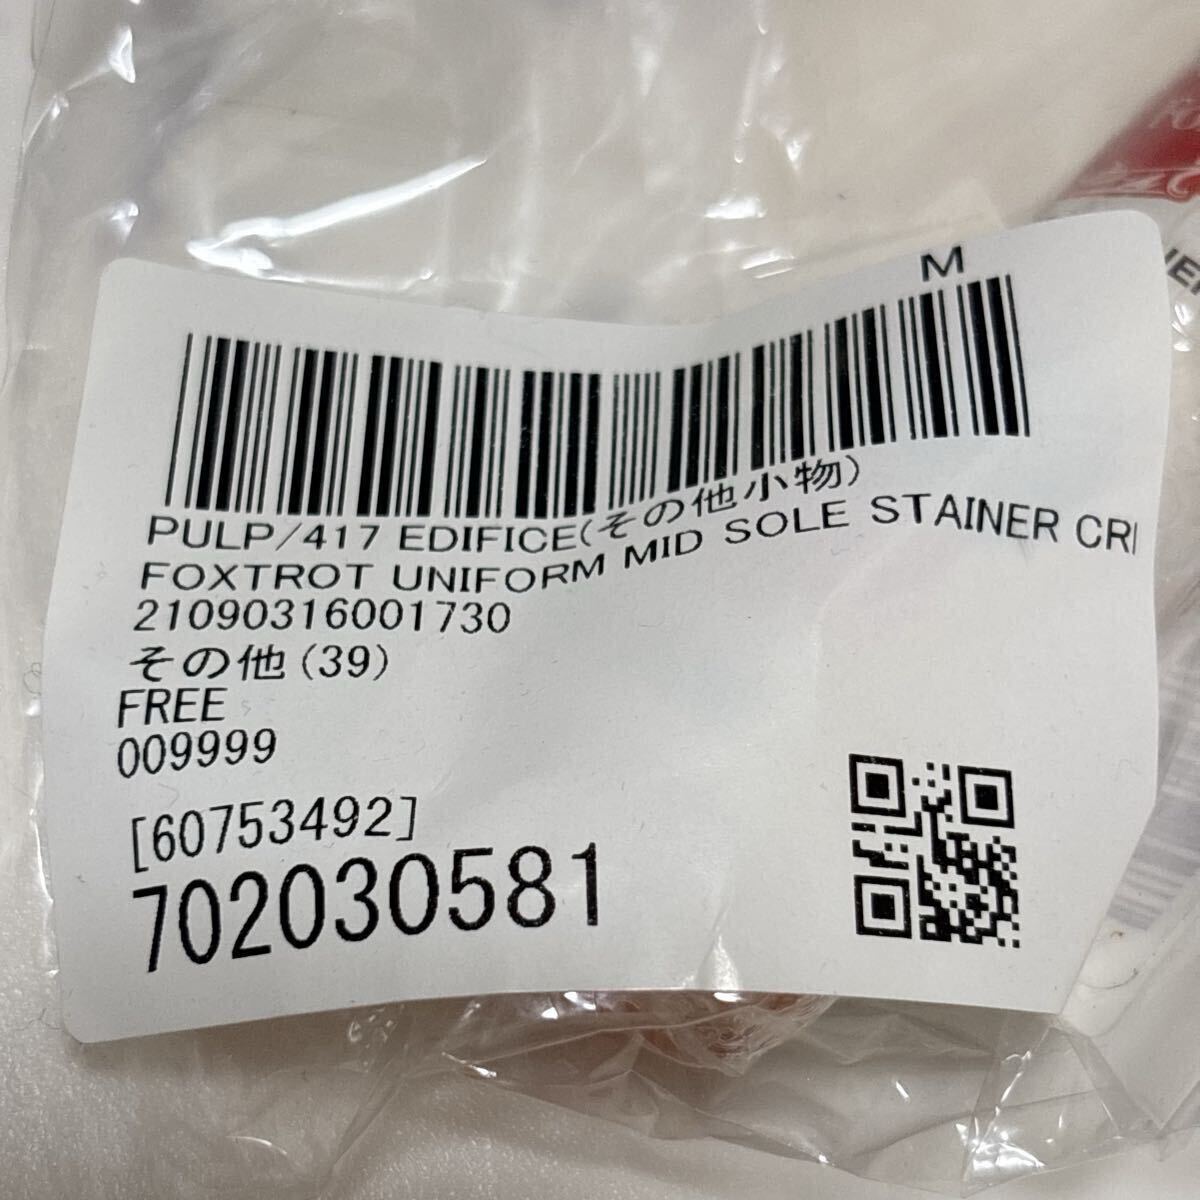 M
PULP/417 EDIFICE(その他小物)
FOXTROT UNIFORM MID SOLE STAINER CRI
21090316001730
その他(39)
FREE
009999
[60753492]
702030581